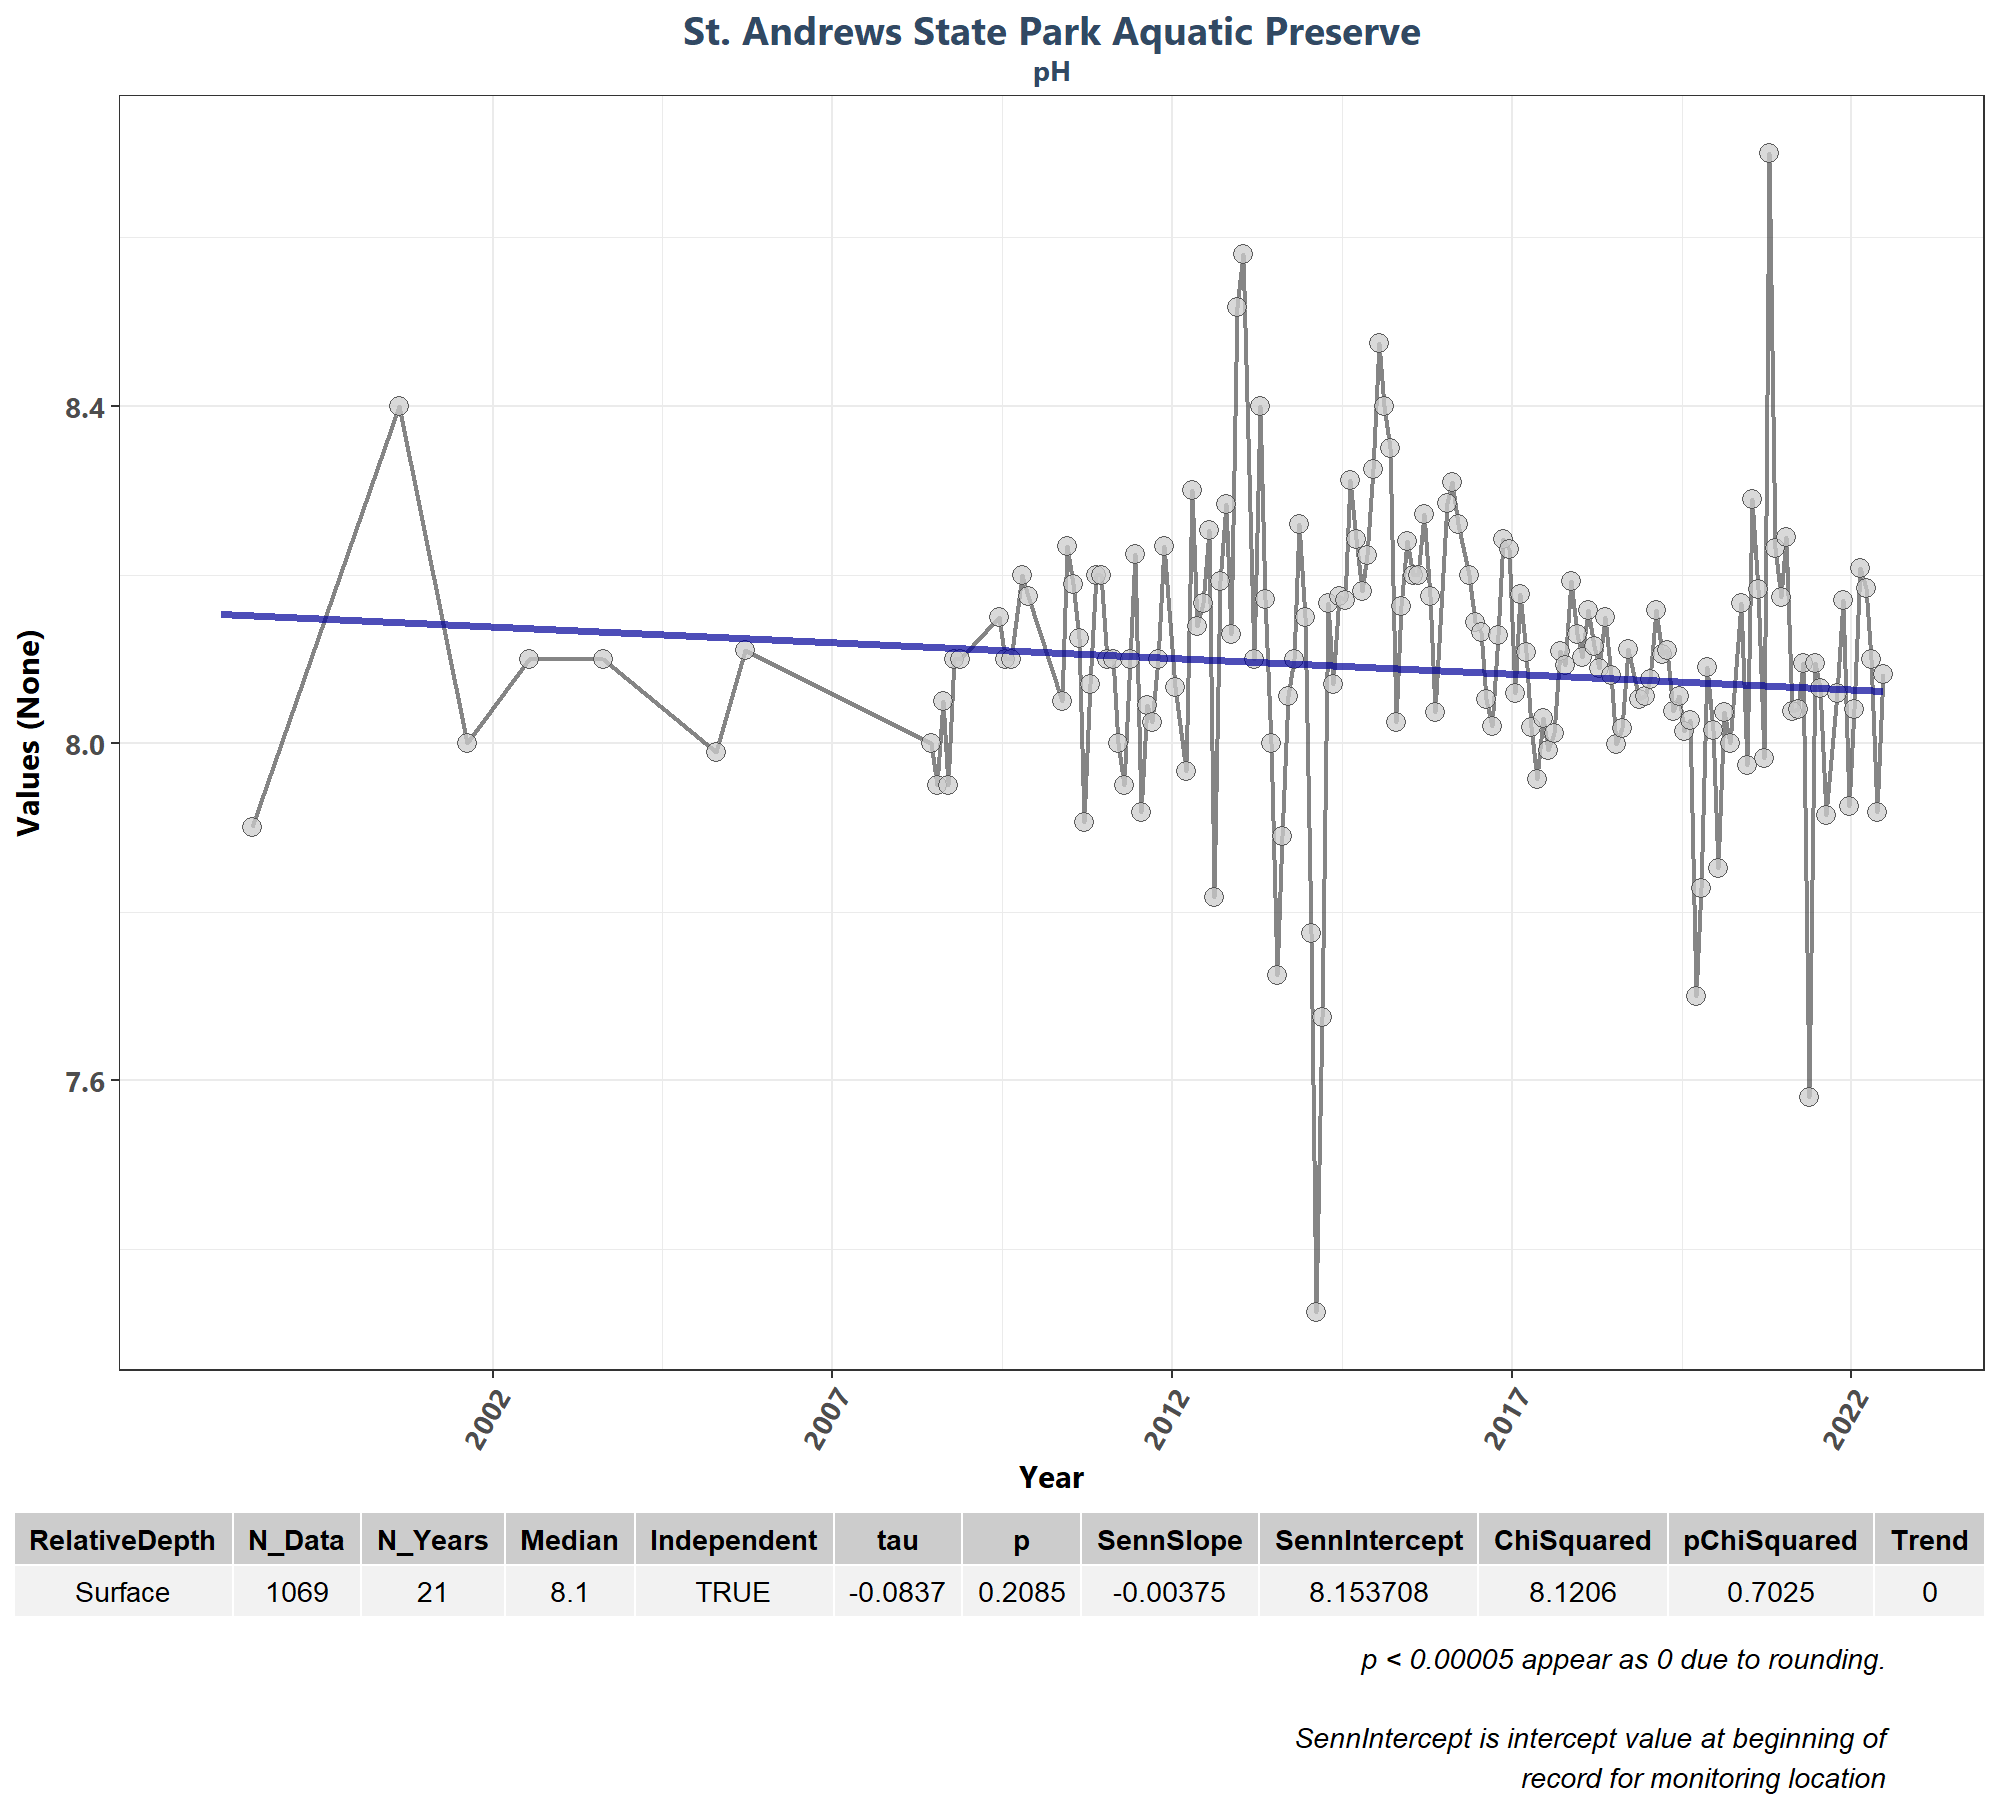 St. Andrews State Park Aquatic Preserve
pH
8.4
8.0
7.6
Values (None)
2002 2007 2012 2017 2022
Year
RelativeDepth N_Data N_Years Median Independent tau p SennSlope SennIntercept ChiSquared pChiSquared Trend
Surface 1069 21 8.1 TRUE -0.0837 0.2085 -0.00375 8.153708 8.1206 0.7025 0
p < 0.00005 appear as 0 due to rounding.
SennIntercept is intercept value at beginning of
record for monitoring location